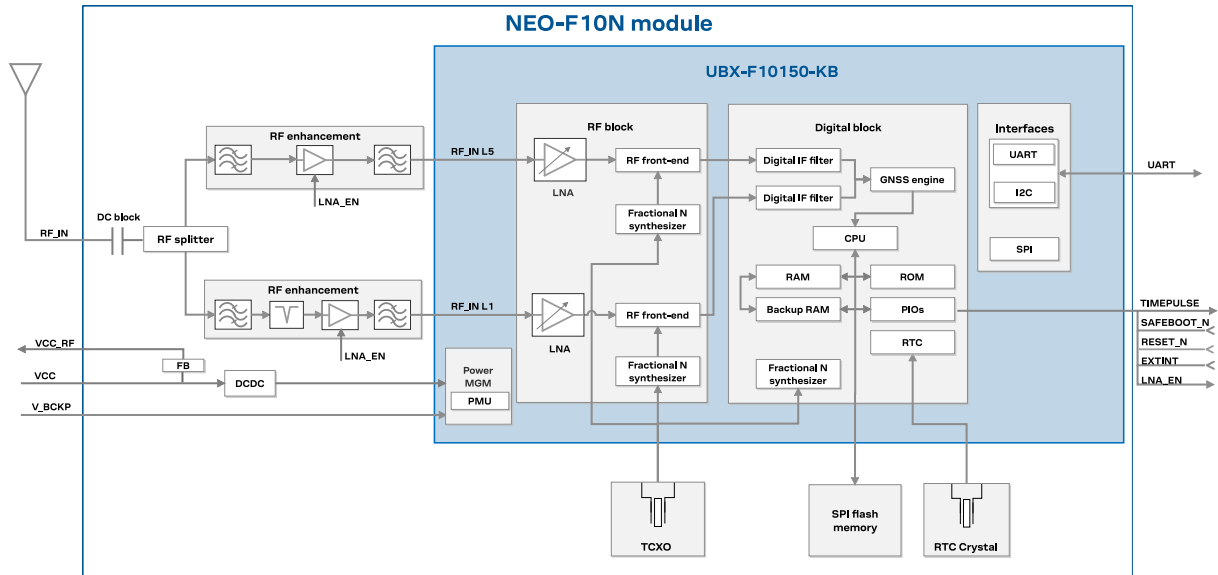 NEO-F10N module
UBX-F10150-KB
RF enhancement
LNA_EN
RF_IN L5
RF block
LNA
RF front-end
Fractional N
synthesizer
Digital block
Digital IF filter
Digital IF filter
GNSS engine
CPU
Interfaces
UART
I2C
SPI
UART
DC block
RF_IN
RF splitter
RF enhancement
LNA_EN
RF_IN L1
LNA
RF front-end
Fractional N
synthesizer
RAM
ROM
Backup RAM
PIOs
RTC
Fractional N
synthesizer
TIMEPULSE
SAFEBOOT_N
RESET_N
EXTINT
LNA_EN
VCC_RF
FB
VCC
DCDC
V_BCKP
Power
MGM
PMU
TCXO
SPI flash
memory
RTC Crystal